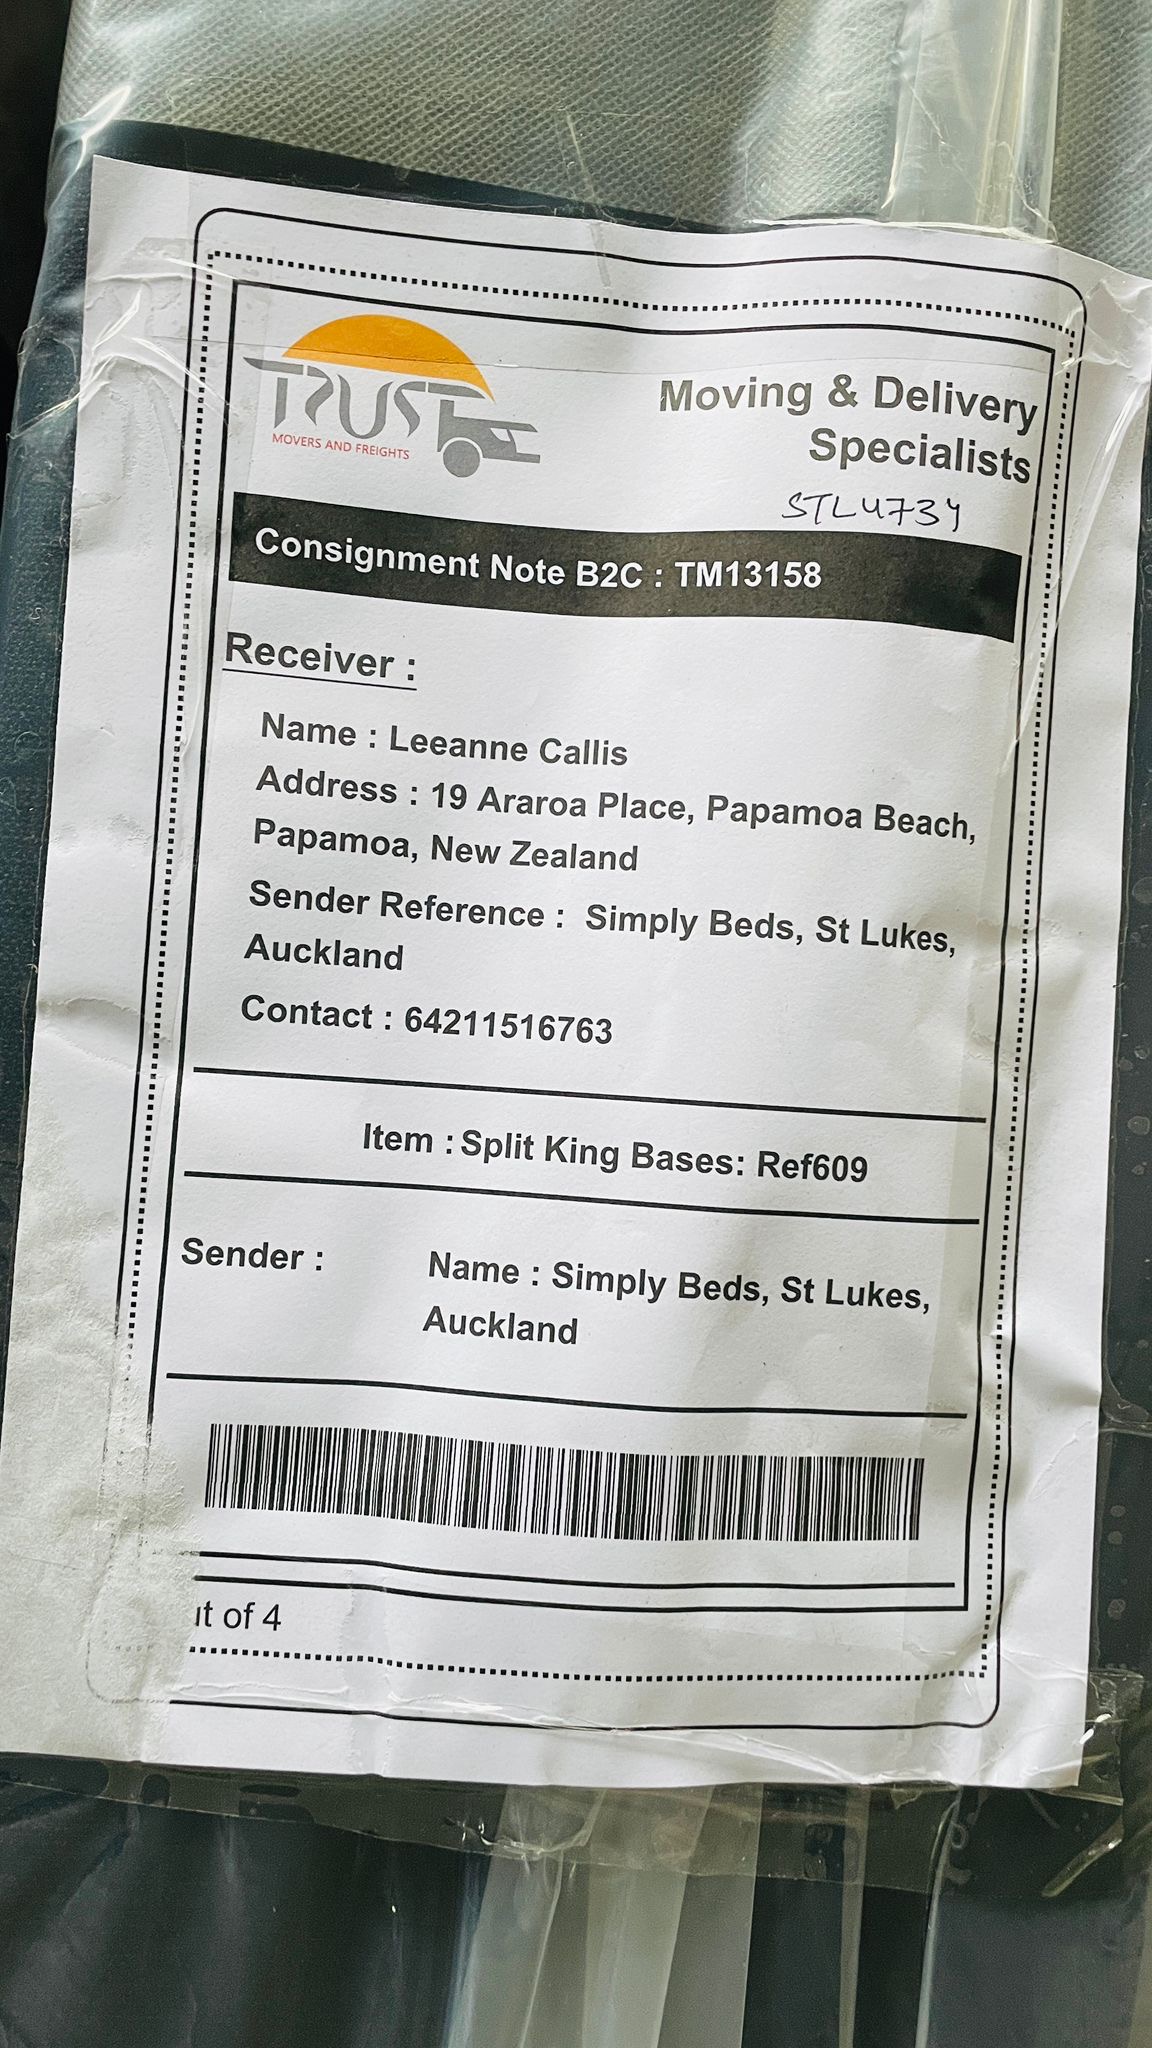 TRUST
MOVERS AND FREIGHTS
Moving & Delivery
Specialists
STL4734
Consignment Note B2C : TM13158
Receiver :
Name : Leeanne Callis
Address : 19 Araroa Place, Papamoa Beach,
Papamoa, New Zealand
Sender Reference : Simply Beds, St Lukes,
Auckland
Contact : 64211516763
Item : Split King Bases: Ref609
Sender :
Name : Simply Beds, St Lukes,
Auckland
of 4